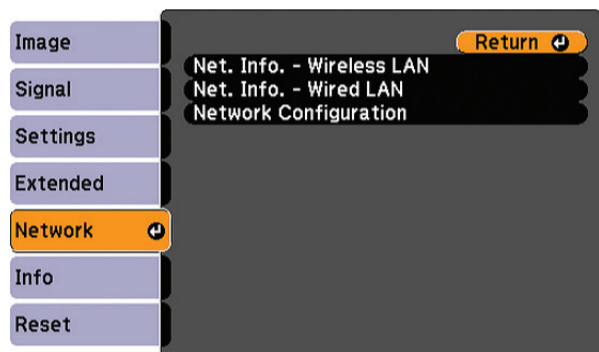 Image
Signal
Settings
Extended
Network
Info
Reset
Return
Net. Info. - Wireless LAN
Net. Info. - Wired LAN
Network Configuration